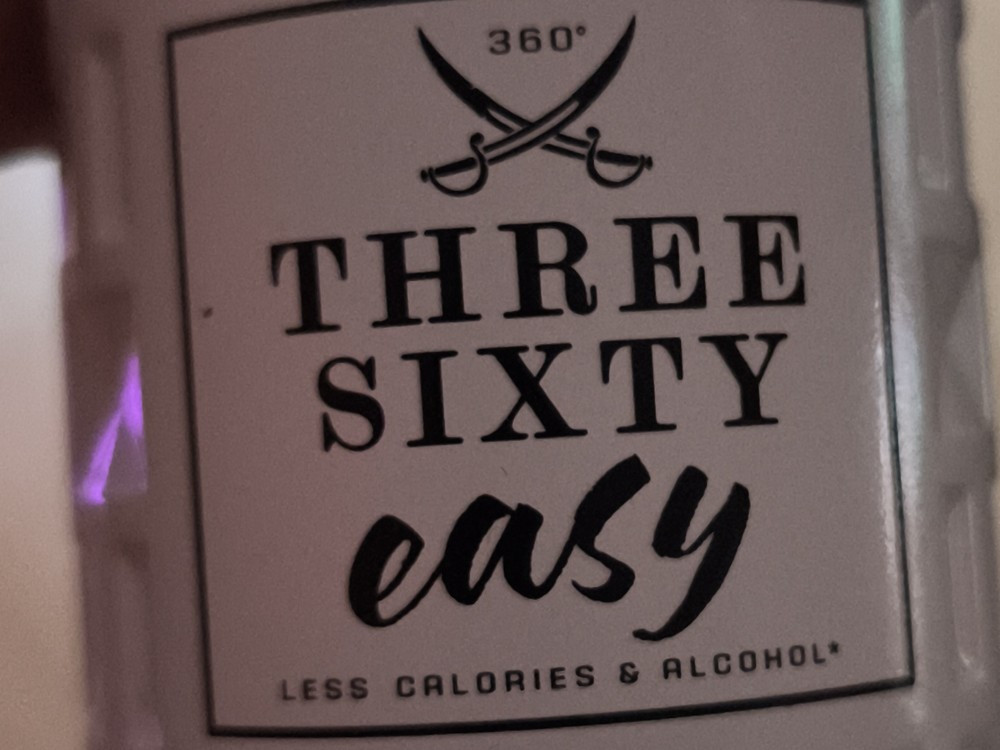 360°
THREE
SIXTY
easy
LESS CALORIES & ALCOHOL*